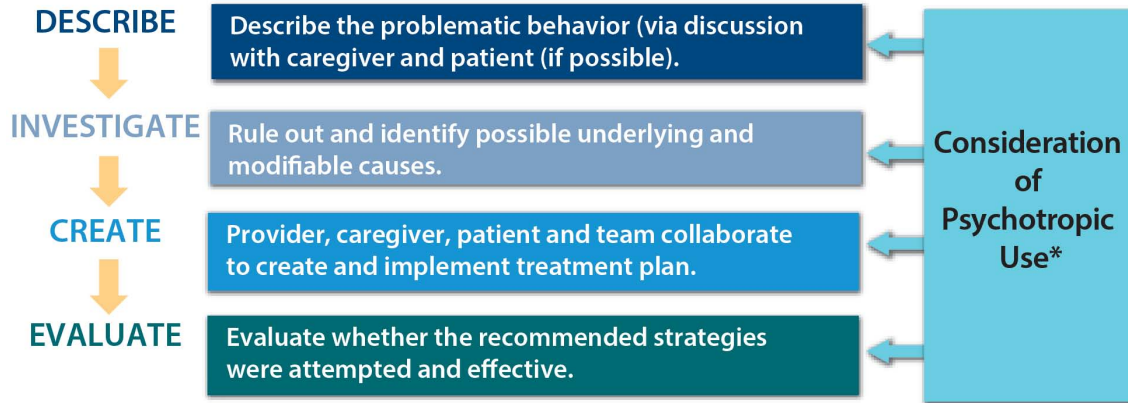 DESCRIBE
Describe the problematic behavior (via discussion
with caregiver and patient (if possible).
INVESTIGATE
Rule out and identify possible underlying and
modifiable causes.
CREATE
Provider, caregiver, patient and team collaborate
to create and implement treatment plan.
EVALUATE
Evaluate whether the recommended strategies
were attempted and effective.
Consideration
of
Psychotropic
Use*